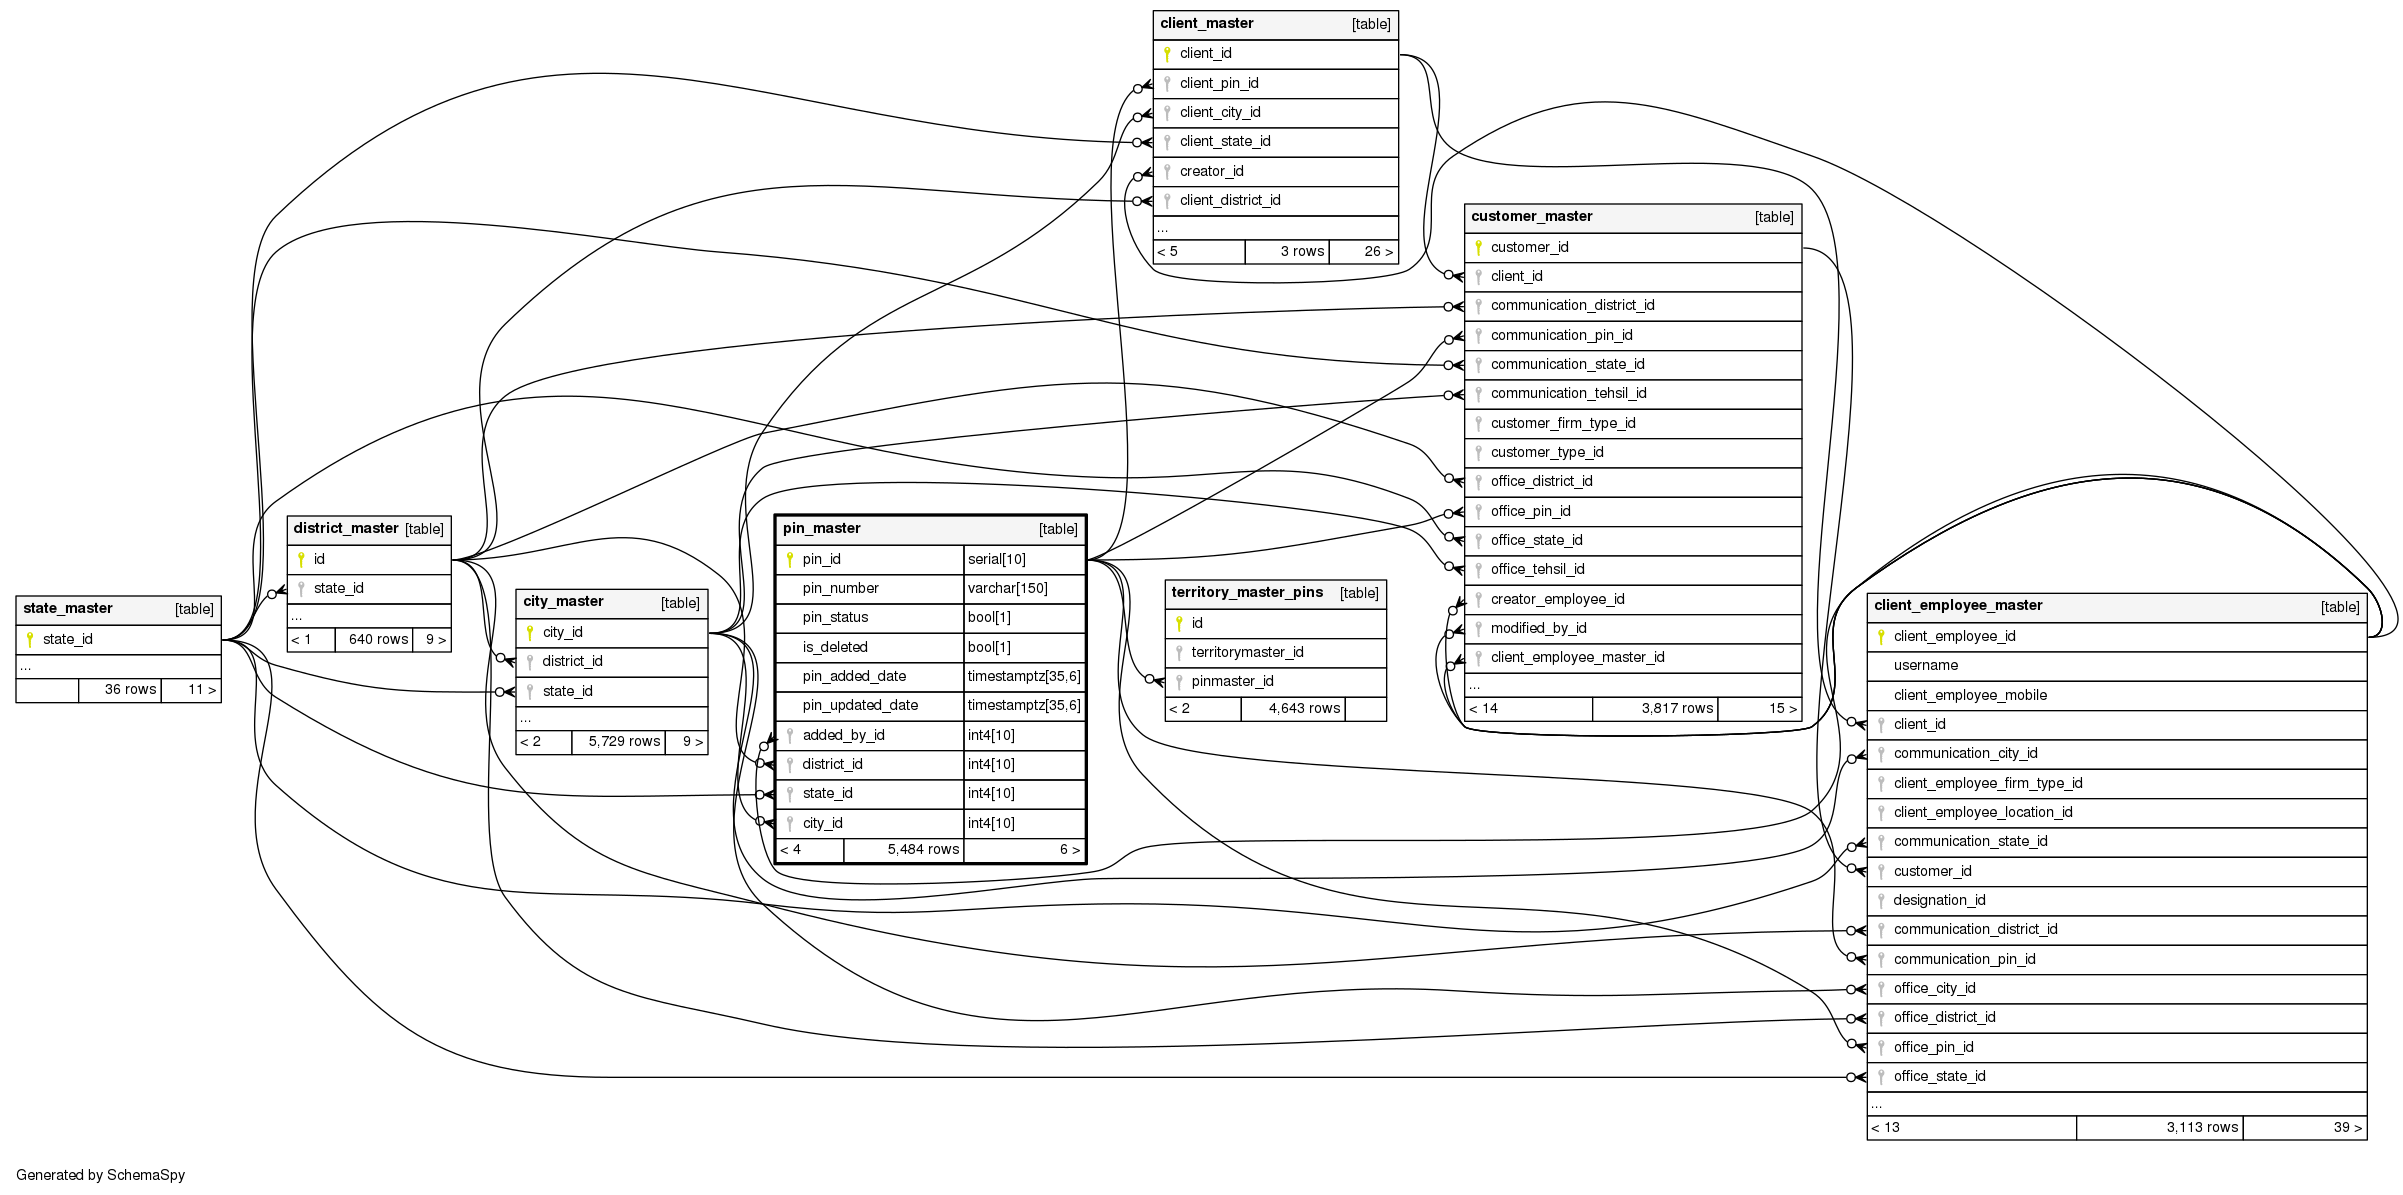 client_master [table]
client_id
client_pin_id
client_city_id
client_state_id
creator_id
client_district_id
...
< 5 3 rows 26 >
customer_master [table]
customer_id
client_id
communication_district_id
communication_pin_id
communication_state_id
communication_tehsil_id
customer_firm_type_id
customer_type_id
office_district_id
office_pin_id
office_state_id
office_tehsil_id
creator_employee_id
modified_by_id
client_employee_master_id
...
< 14 3,817 rows 15 >
district_master [table]
id
state_id
...
< 1 640 rows 9 >
state_master [table]
state_id
...
36 rows 11 >
city_master [table]
city_id
district_id
state_id
...
< 2 5,729 rows 9 >
pin_master [table]
pin_id serial[10]
pin_number varchar[150]
pin_status bool[1]
is_deleted bool[1]
pin_added_date timestamptz[35,6]
pin_updated_date timestamptz[35,6]
added_by_id int4[10]
district_id int4[10]
state_id int4[10]
city_id int4[10]
< 4 5,484 rows 6 >
territory_master_pins [table]
id
territorymaster_id
pinmaster_id
< 2 4,643 rows
client_employee_master [table]
client_employee_id
username
client_employee_mobile
client_id
communication_city_id
client_employee_firm_type_id
client_employee_location_id
communication_state_id
customer_id
designation_id
communication_district_id
communication_pin_id
office_city_id
office_district_id
office_pin_id
office_state_id
...
< 13 3,113 rows 39 >
Generated by SchemaSpy